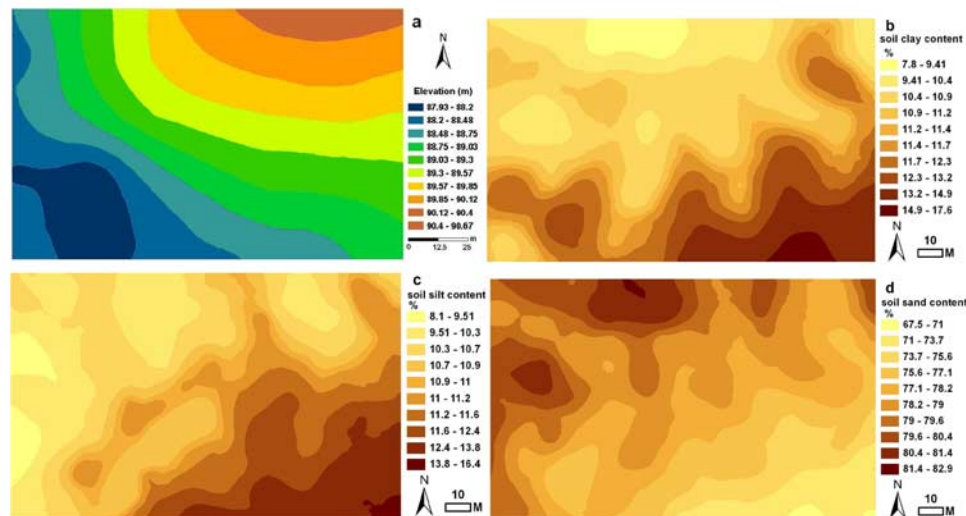 a
N
Elevation (m)
87.93 - 88.2
88.2 - 88.48
88.48 - 88.75
88.75 - 89.03
89.03 - 89.3
89.3 - 89.57
89.57 - 89.85
89.85 - 90.12
90.12 - 90.4
90.4 - 90.67
m
0 12.5 25
b
soil clay content
%
7.8 - 9.41
9.41 - 10.4
10.4 - 10.9
10.9 - 11.2
11.2 - 11.4
11.4 - 11.7
11.7 - 12.3
12.3 - 13.2
13.2 - 14.9
14.9 - 17.6
N
10
M
c
soil silt content
%
8.1 - 9.51
9.51 - 10.3
10.3 - 10.7
10.7 - 10.9
10.9 - 11
11 - 11.2
11.2 - 11.6
11.6 - 12.4
12.4 - 13.8
13.8 - 16.4
N
10
M
d
soil sand content
%
67.5 - 71
71 - 73.7
73.7 - 75.6
75.6 - 77.1
77.1 - 78.2
78.2 - 79
79 - 79.6
79.6 - 80.4
80.4 - 81.4
81.4 - 82.9
N
10
M